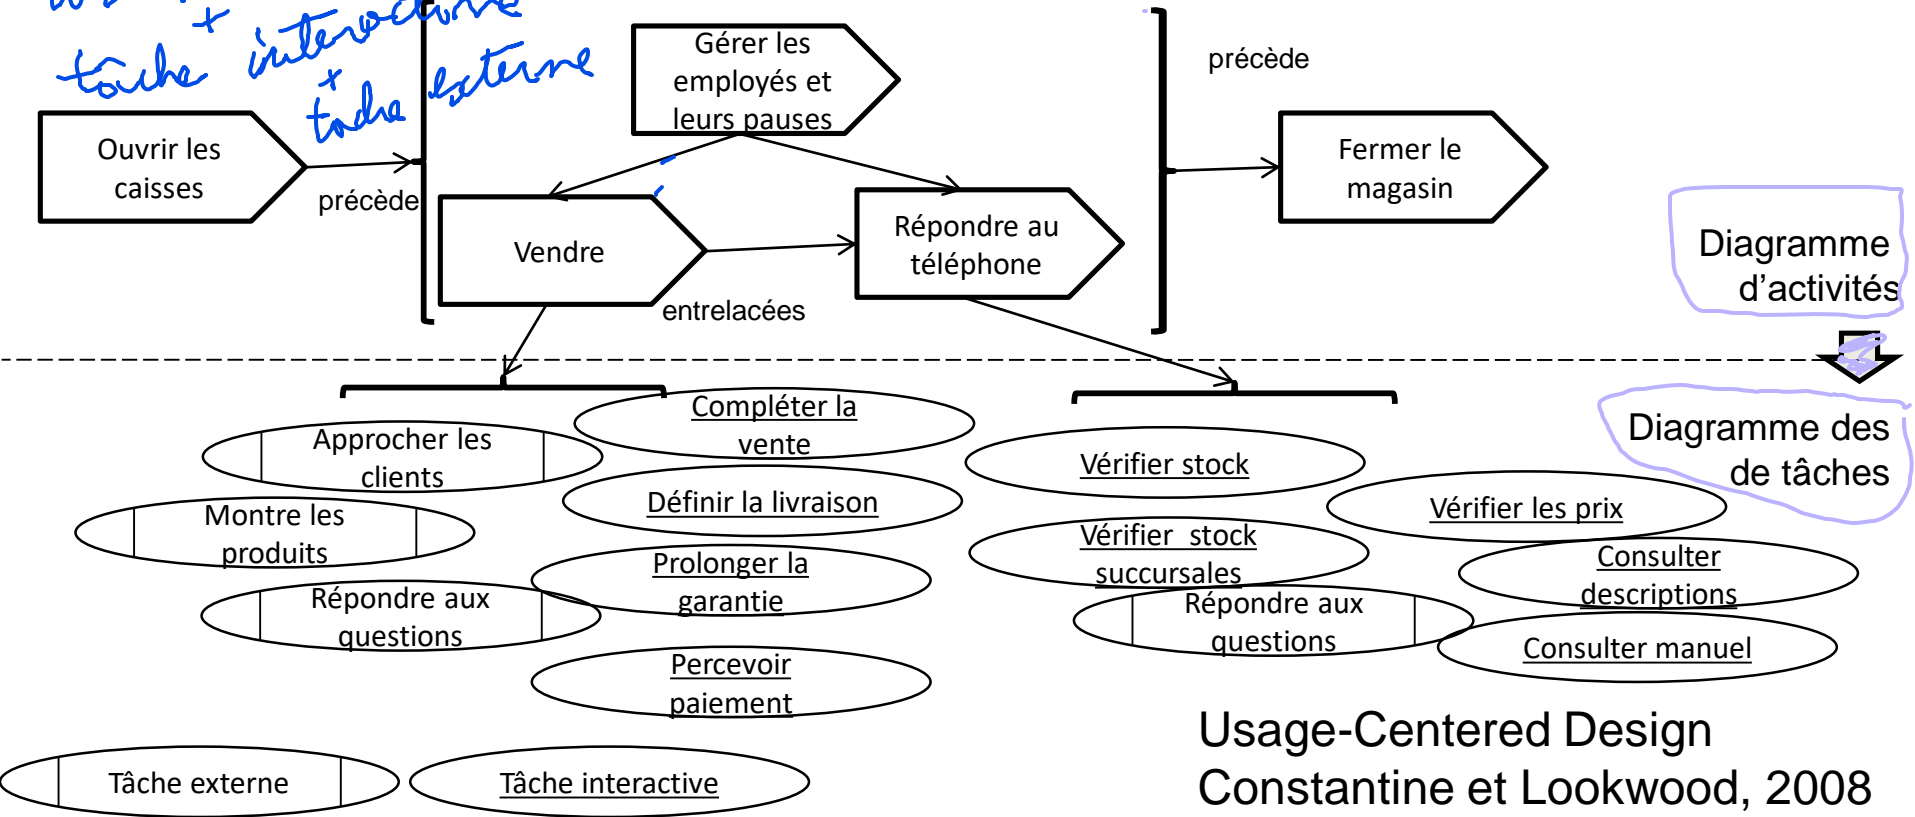 +
tâche interactive
+
tâche externe
Gérer les
employés et
leurs pauses
précède
Ouvrir les
caisses
précède
Fermer le
magasin
Vendre
Répondre au
téléphone
entrelacées
Diagramme
d'activités
Diagramme des
de tâches
Approcher les
clients
Compléter la
vente
Montre les
produits
Définir la livraison
Répondre aux
questions
Prolonger la
garantie
Percevoir
paiement
Vérifier stock
Vérifier les prix
Vérifier  stock
succursales
Consulter
descriptions
Répondre aux
questions
Consulter manuel
Tâche externe
Tâche interactive
Usage-Centered Design
Constantine et Lookwood, 2008